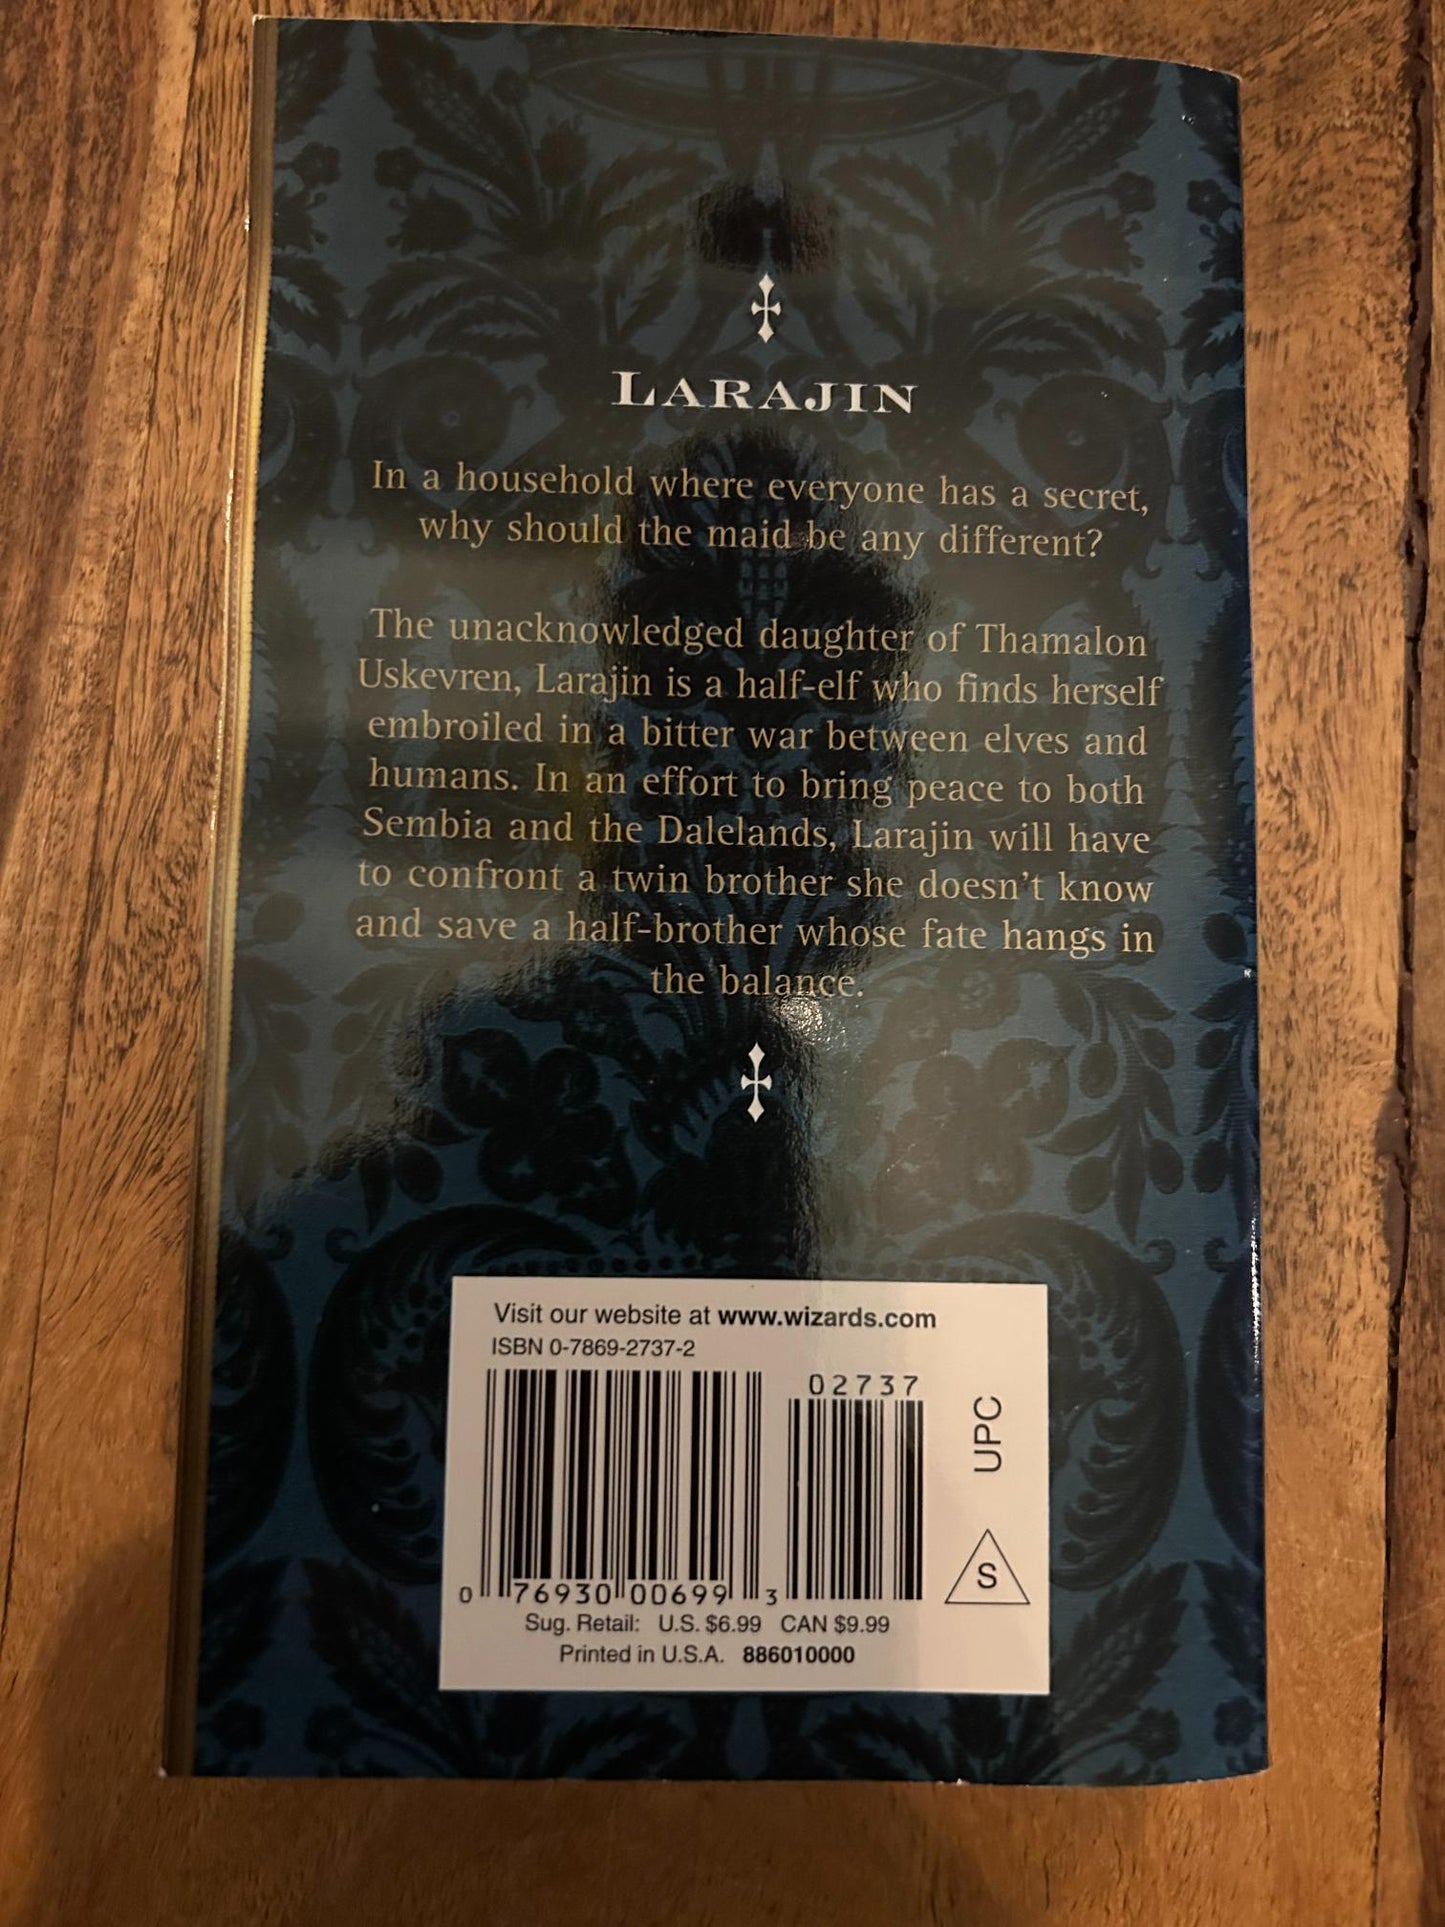 LARAJIN
In a household where everyone has a secret,
why should the maid be any different?
The unacknowledged daughter of Thamalon
Uskevren, Larajin is a half-elf who finds herself
embroiled in a bitter war between elves and
humans. In an effort to bring peace to both
Sembia and the Dalelands, Larajin will have
to confront a twin brother she doesn't know
and save a half-brother whose fate hangs in
the balance.
Visit our website at www.wizards.com
ISBN 0-7869-2737-2
02737
UPC
S
0 76930 00699 3
Sug. Retail: U.S. $6.99 CAN $9.99
Printed in U.S.A. 886010000